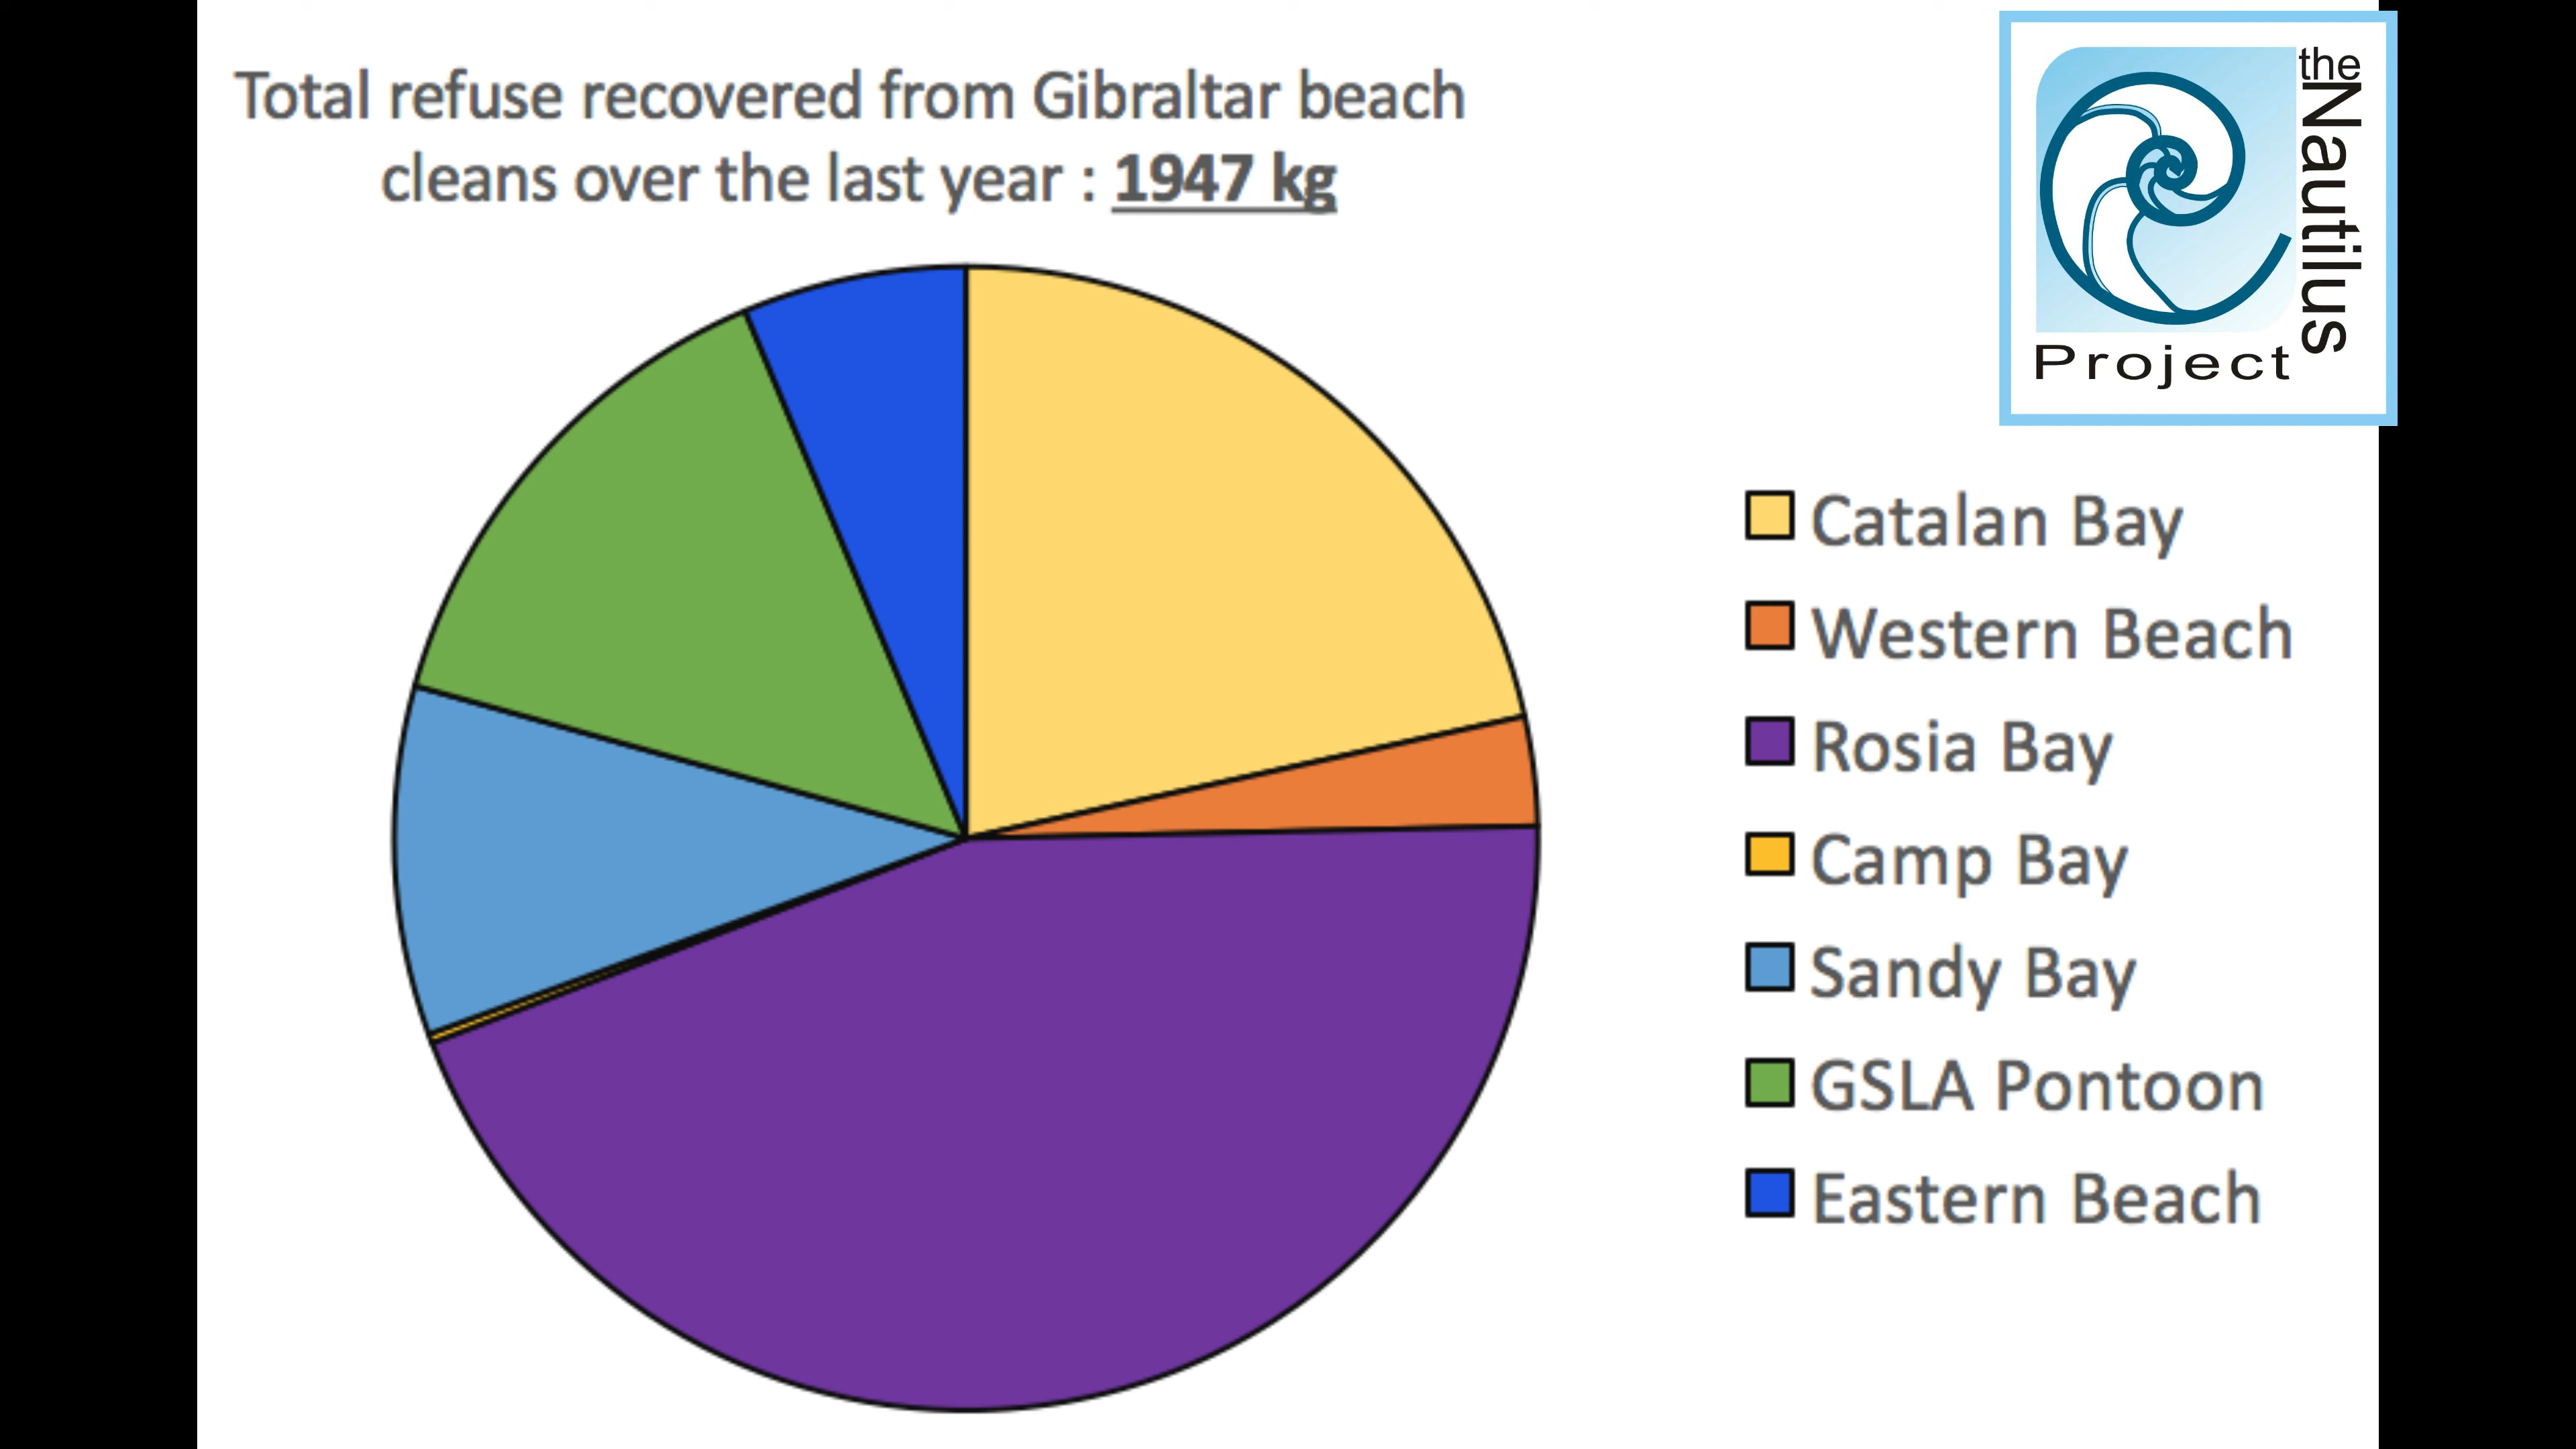 Total refuse recovered from Gibraltar beach
cleans over the last year : 1947 kg
the Nautilus
Project
Catalan Bay
Western Beach
Rosia Bay
Camp Bay
Sandy Bay
GSLA Pontoon
Eastern Beach